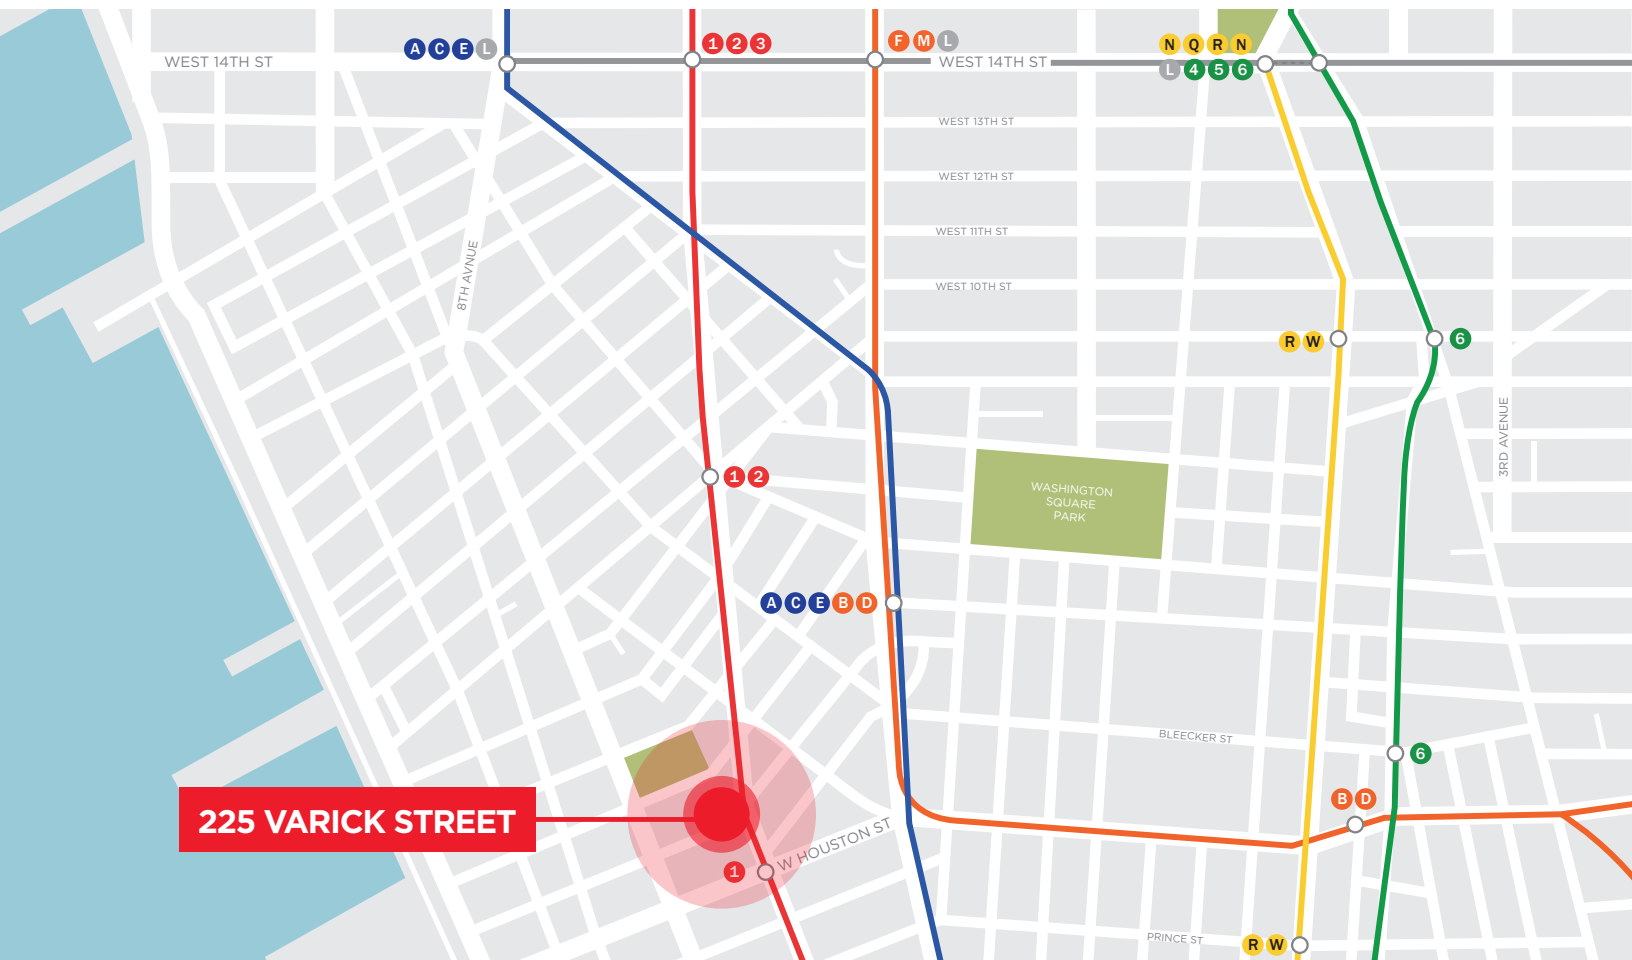 A C E L
1 2 3
F M L
N Q R N
L 4 5 6
WEST 14TH ST
WEST 14TH ST
WEST 13TH ST
WEST 12TH ST
WEST 11TH ST
8TH AVNUE
WEST 10TH ST
R W
6
3RD AVENUE
1 2
WASHINGTON
SQUARE
PARK
A C E B D
BLEECKER ST
6
B D
225 VARICK STREET
W HOUSTON ST
1
PRINCE ST
R W